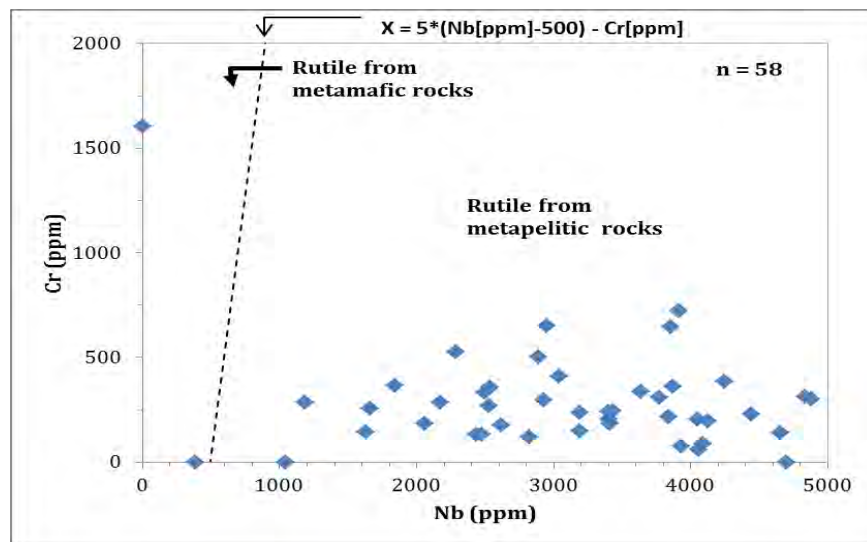 X = 5*(Nb[ppm]-500) - Cr[ppm]
2000
Rutile from
metamafic rocks
n = 58
1500
Rutile from
metapelitic rocks
1000
Cr (ppm)
500
0
0
1000
2000
3000
4000
5000
Nb (ppm)